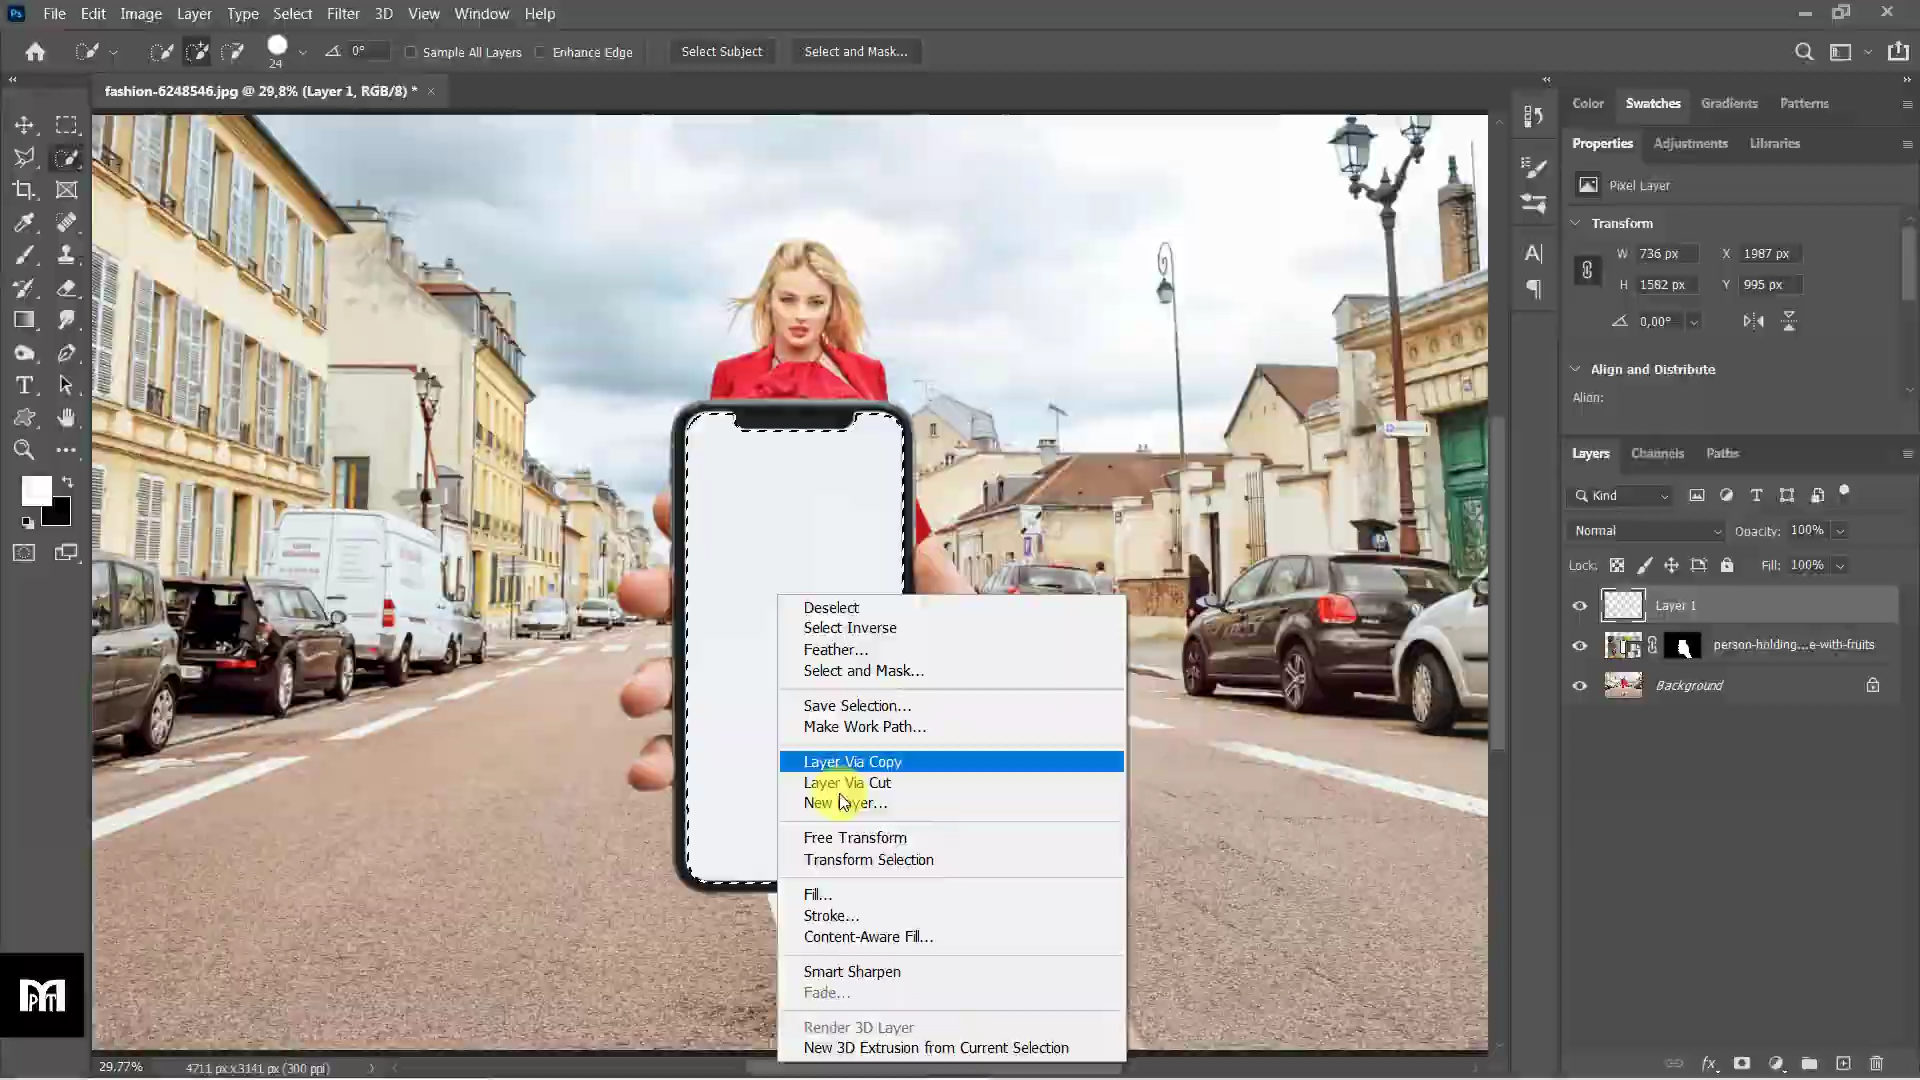 Ps File Edit Image Layer Type Select Filter 3D View Window Help
24 0° Sample All Layers Enhance Edge Select Subject Select and Mask...
fashion-6248546.jpg @ 29,8% (Layer 1, RGB/8) * ×
Color Swatches Gradients Patterns
Properties Adjustments Libraries
Pixel Layer
Transform
W 736 px X 1987 px
H 1582 px Y 995 px
0,00°
Align and Distribute
Align:
Layers Channels Paths
Kind
Normal Opacity: 100%
Lock: Fill: 100%
Layer 1
person-holding...e-with-fruits
Background
Deselect
Select Inverse
Feather...
Select and Mask...
Save Selection...
Make Work Path...
Layer Via Copy
Layer Via Cut
New Layer...
Free Transform
Transform Selection
Fill...
Stroke...
Content-Aware Fill...
Smart Sharpen
Fade...
Render 3D Layer
New 3D Extrusion from Current Selection
29.77% 4711 px x 3141 px (300 ppi)